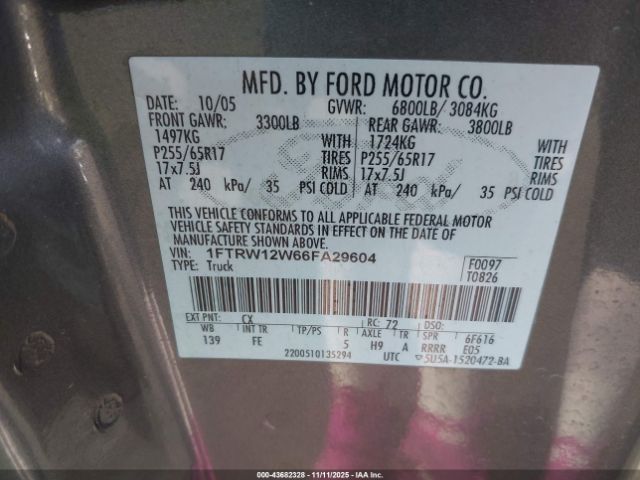 MFD. BY FORD MOTOR CO.
DATE: 10/05 GVWR: 6800LB/ 3084KG
FRONT GAWR: 3300LB REAR GAWR: 3800LB
1497KG WITH 1724KG WITH
P255/65R17 TIRES P255/65R17 TIRES
17x7.5J RIMS 17x7.5J RIMS
AT 240 kPa/ 35 PSI COLD AT 240 kPa/ 35 PSI COLD
THIS VEHICLE CONFORMS TO ALL APPLICABLE FEDERAL MOTOR
VEHICLE SAFETY STANDARDS IN EFFECT ON THE DATE OF
MANUFACTURE SHOWN ABOVE.
VIN: 1FTRW12W66FA29604
TYPE: Truck
F0097
T0826
EXT PNT: CX RC: 72 DSO:
WB INT TR TP/PS R AXLE TR SPR 6F616
139 FE 5 H9 A RRRR E05
2200510135294 UTC 5U5A-1520472-BA
000-43682328 - 11/11/2025 - IAAI.COM